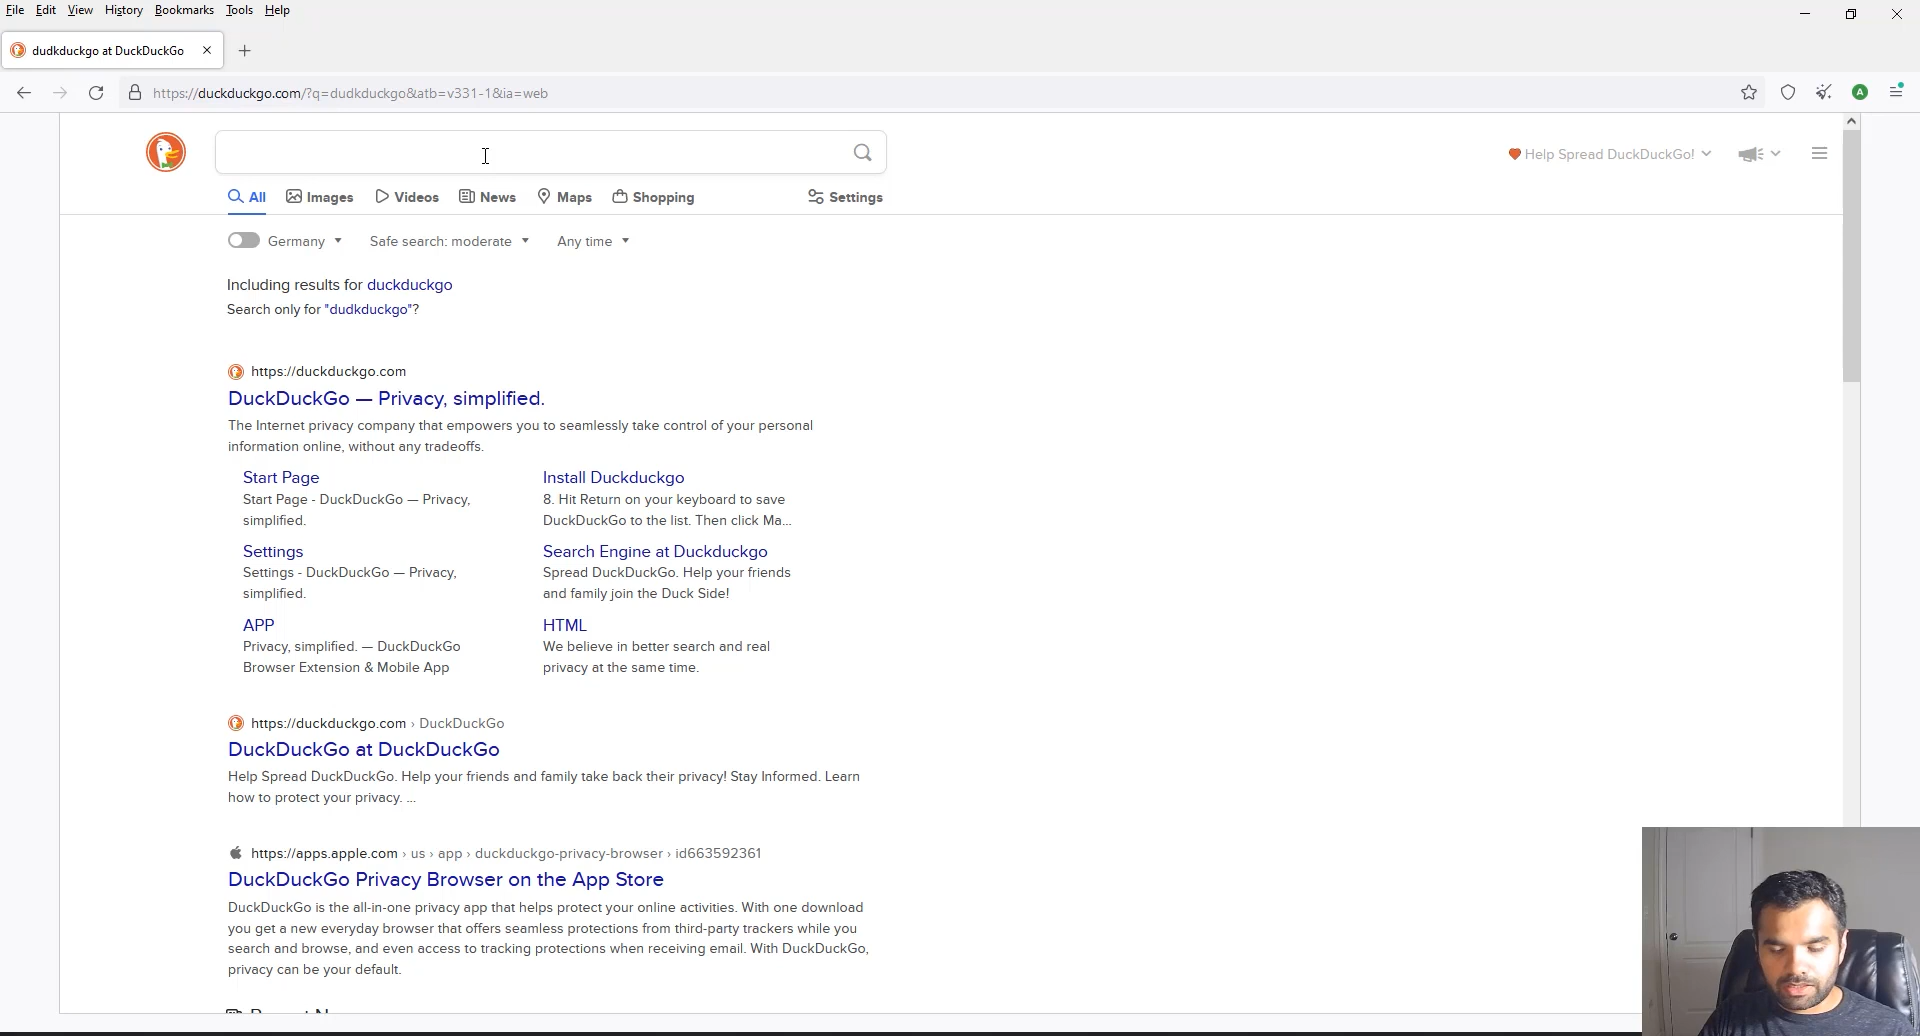 File Edit View History Bookmarks Tools Help
dudkduckgo at DuckDuckGo
https://duckduckgo.com/?q=dudkduckgo&atb=v331-1&ia=web
A
Help Spread DuckDuckGo!
All Images Videos News Maps Shopping Settings
Germany Safe search: moderate Any time
Including results for duckduckgo
Search only for "dudkduckgo"?
https://duckduckgo.com
DuckDuckGo — Privacy, simplified.
The Internet privacy company that empowers you to seamlessly take control of your personal
information online, without any tradeoffs.
Start Page
Start Page - DuckDuckGo — Privacy,
simplified.
Install Duckduckgo
8. Hit Return on your keyboard to save
DuckDuckGo to the list. Then click Ma...
Settings
Settings - DuckDuckGo — Privacy,
simplified.
Search Engine at Duckduckgo
Spread DuckDuckGo. Help your friends
and family join the Duck Side!
APP
Privacy, simplified. — DuckDuckGo
Browser Extension & Mobile App
HTML
We believe in better search and real
privacy at the same time.
https://duckduckgo.com › DuckDuckGo
DuckDuckGo at DuckDuckGo
Help Spread DuckDuckGo. Help your friends and family take back their privacy! Stay Informed. Learn
how to protect your privacy. ...
https://apps.apple.com › us › app › duckduckgo-privacy-browser › id663592361
DuckDuckGo Privacy Browser on the App Store
DuckDuckGo is the all-in-one privacy app that helps protect your online activities. With one download
you get a new everyday browser that offers seamless protections from third-party trackers while you
search and browse, and even access to tracking protections when receiving email. With DuckDuckGo,
privacy can be your default.